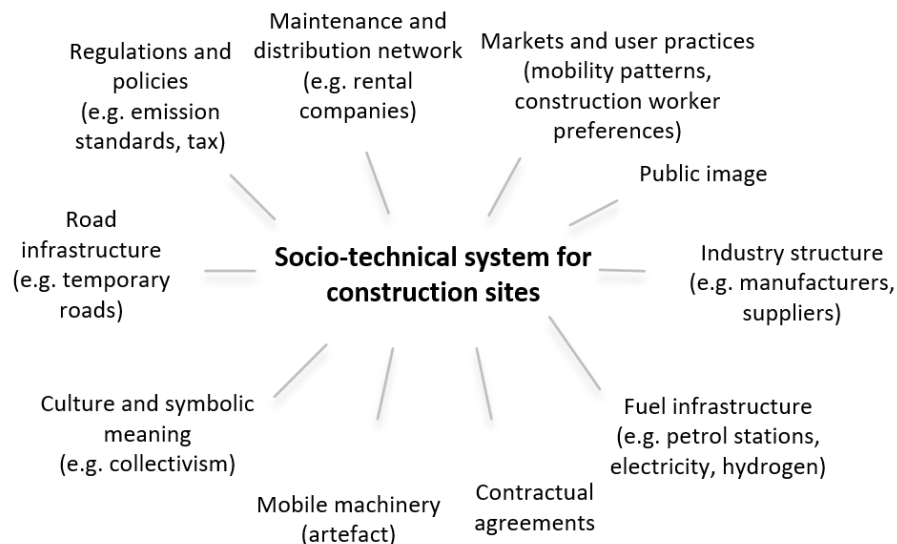 Regulations and
policies
(e.g. emission
standards, tax)
Maintenance and
distribution network
(e.g. rental
companies)
Markets and user practices
(mobility patterns,
construction worker
preferences)
Public image
Road
infrastructure
(e.g. temporary
roads)
Socio-technical system for
construction sites
Industry structure
(e.g. manufacturers,
suppliers)
Culture and symbolic
meaning
(e.g. collectivism)
Mobile machinery
(artefact)
Contractual
agreements
Fuel infrastructure
(e.g. petrol stations,
electricity, hydrogen)